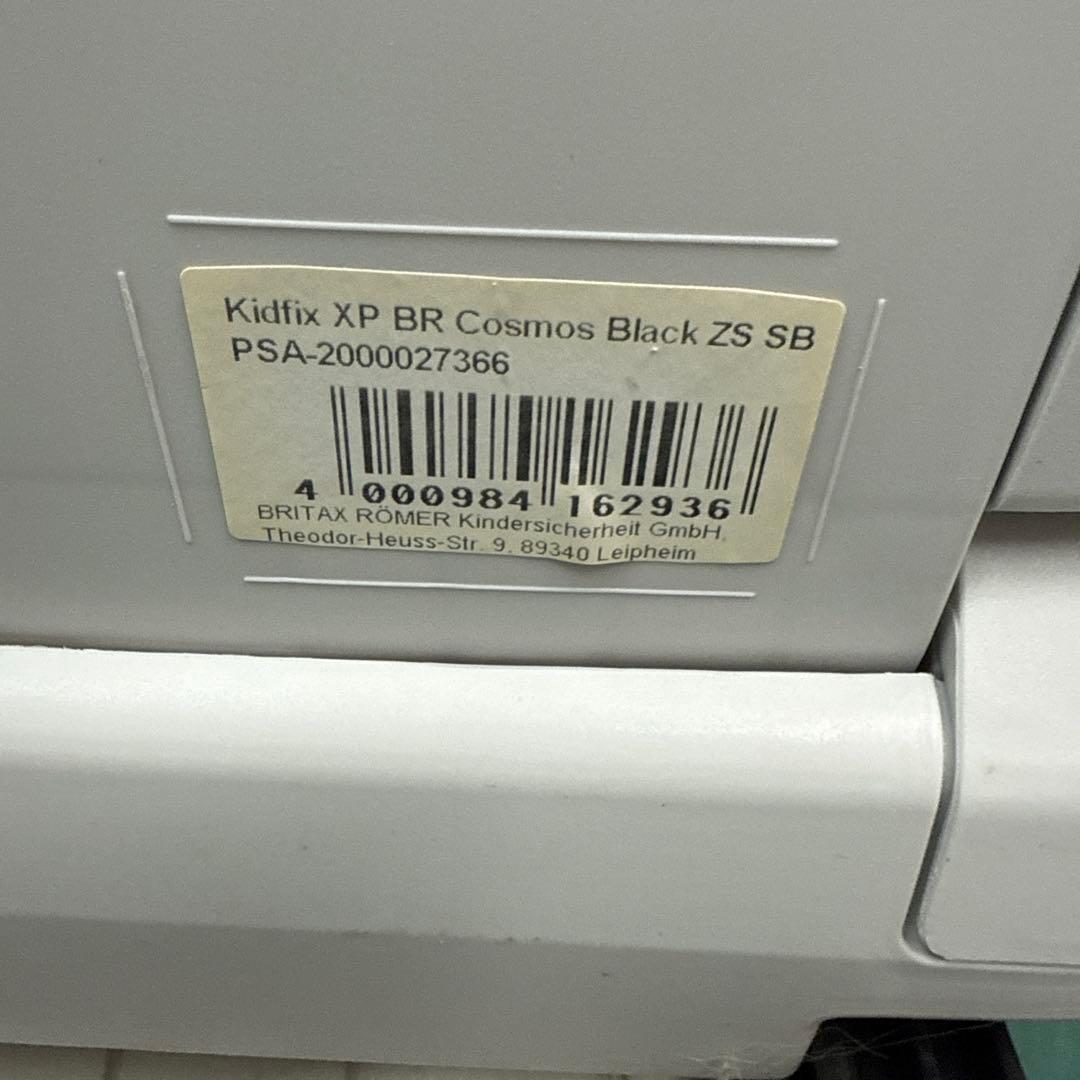 Kidfix XP BR Cosmos Black ZS SB
PSA-2000027366
4 000984 162936
BRITAX RÖMER Kindersicherheit GmbH,
Theodor-Heuss-Str. 9, 89340 Leipheim